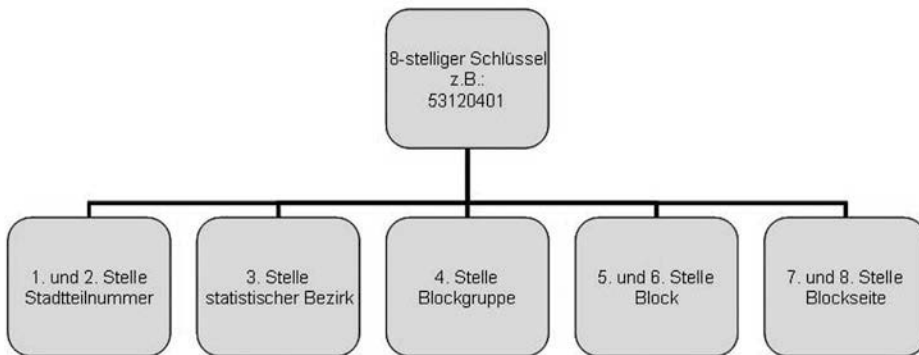 8-stelliger Schlüssel
z.B.:
53120401
1. und 2. Stelle
Stadtteilnummer
3. Stelle
statistischer Bezirk
4. Stelle
Blockgruppe
5. und 6. Stelle
Block
7. und 8. Stelle
Blockseite